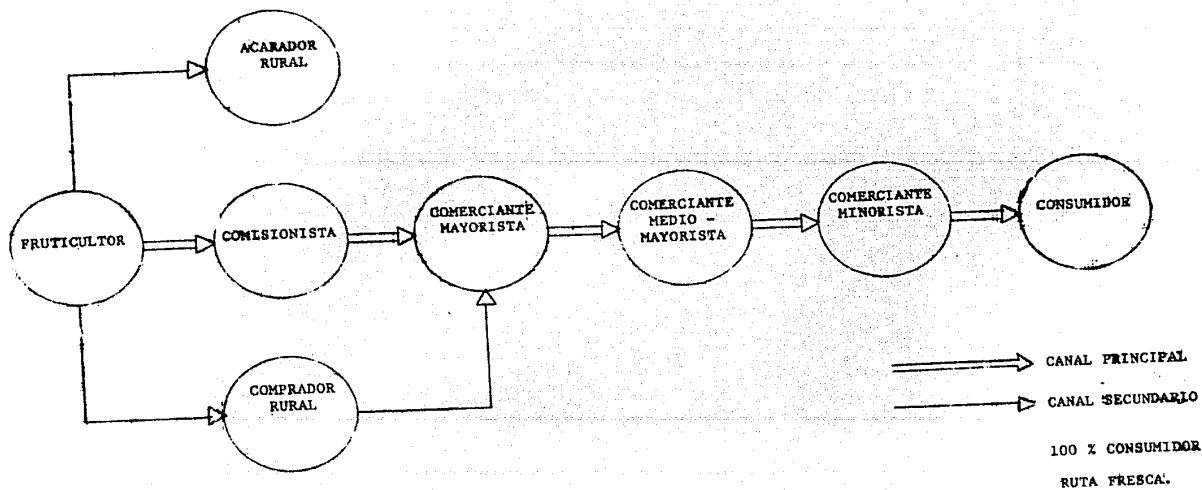 ACARADOR
RURAL
FRUTICULTOR
COMISIONISTA
COMERCIANTE
MAYORISTA
COMERCIANTE
MEDIO -
MAYORISTA
COMERCIANTE
MINORISTA
CONSUMIDOR
COMPRADOR
RURAL
CANAL PRINCIPAL
CANAL SECUNDARIO
100 % CONSUMIDOR
RUTA FRESCA.